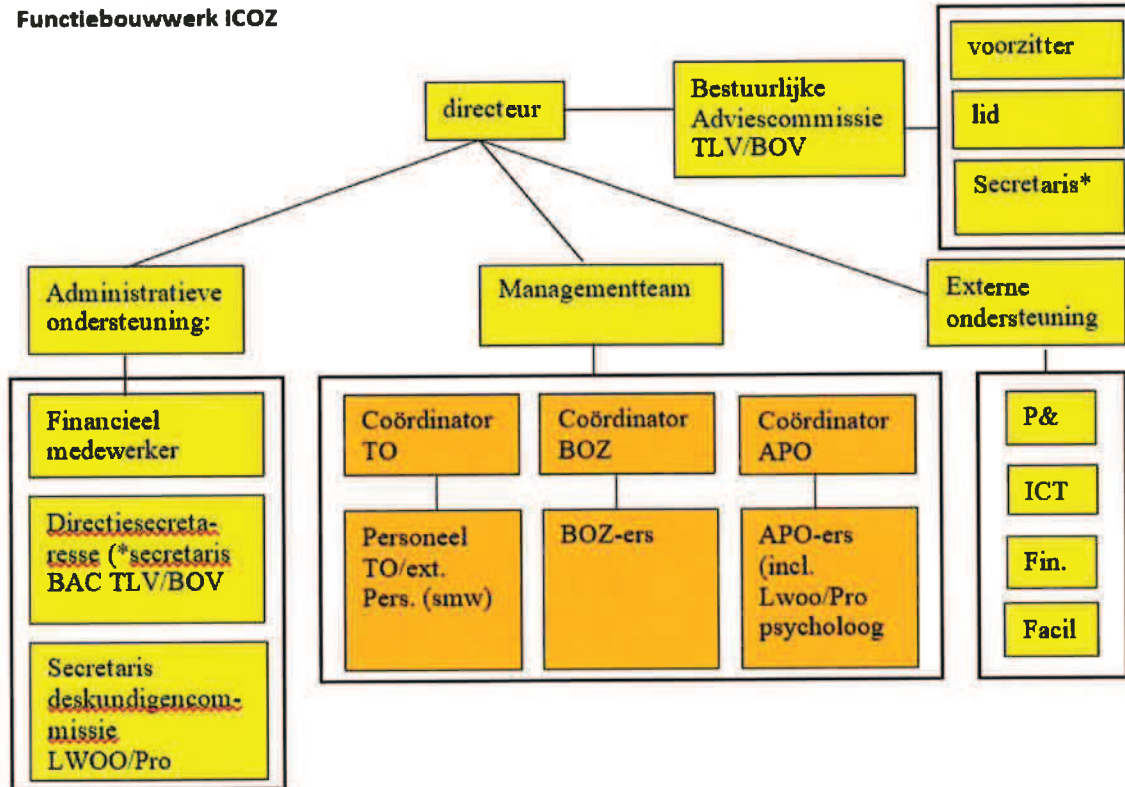 Functiebouwwerk ICOZ
directeur
Bestuurlijke
Adviescommissie
TLV/BOV
voorzitter
lid
Secretaris*
Administratieve
ondersteuning:
Managementteam
Externe
ondersteuning
Financieel
medewerker
Directiesecreta-
resse (*secretaris
BAC TLV/BOV
Secretaris
deskundigencom-
missie
LWOO/Pro
Coördinator
TO
Coördinator
BOZ
Coördinator
APO
Personeel
TO/ext.
Pers. (smw)
BOZ-ers
APO-ers
(incl.
Lwoo/Pro
psycholoog
P&
ICT
Fin.
Facil